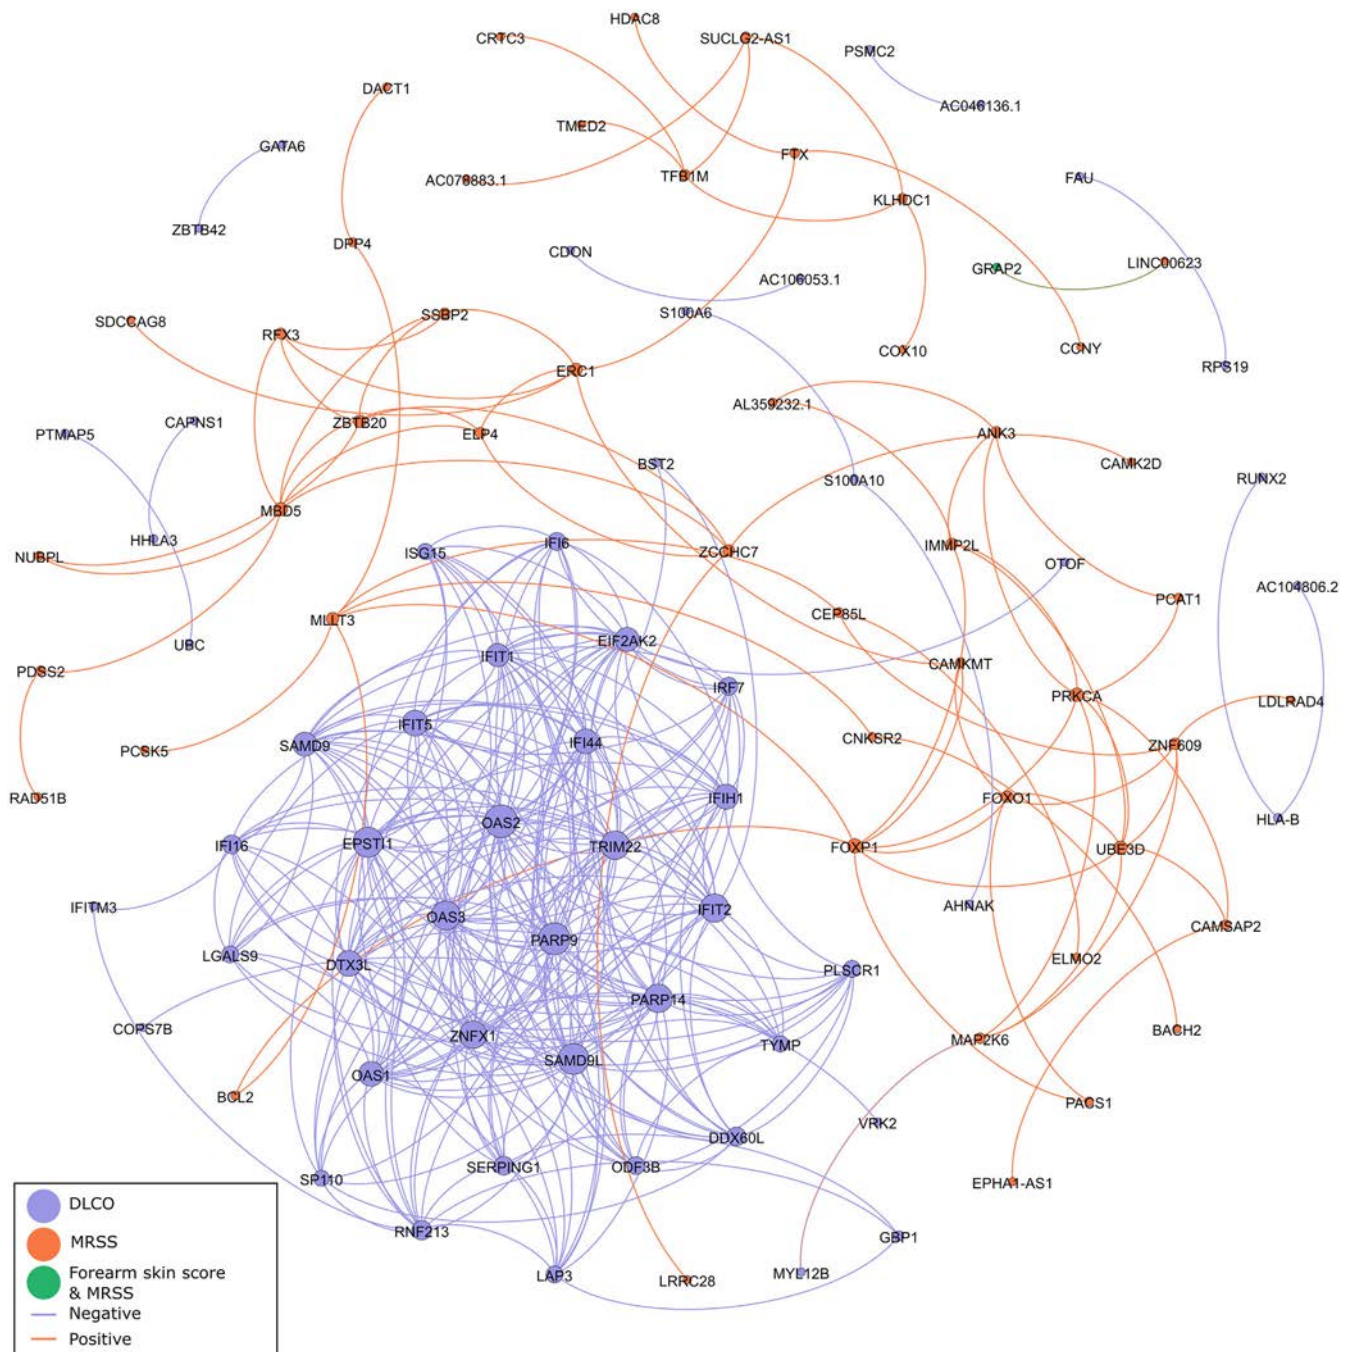 HDAC8
CRTC3
SUCLG2-AS1
PSMC2
DACT1
AC046136.1
TMED2
GATA6
FTX
AC078883.1
TFB1M
FAU
KLHDC1
ZBTB42
DPP4
CDON
AC106053.1
GRAP2
LINC00623
SDCCAG8
RFX3
SSBP2
S100A6
COX10
CCNY
RPS19
ERC1
AL359232.1
PTMAP5
CAPNS1
ZBTB20
ELP4
ANK3
BST2
CAMK2D
S100A10
RUNX2
MBD5
HHLA3
NUBPL
ISG15
IFI6
ZCCHC7
IMMP2L
OTOF
AC104806.2
MLLT3
CEP85L
PCAT1
UBC
EIF2AK2
IFIT1
CAMKMT
PDSS2
IRF7
PRKCA
LDLRAD4
PCSK5
SAMD9
IFIT5
IFI44
CNKSR2
ZNF609
RAD51B
IFIH1
FOXO1
HLA-B
IFI16
EPSTI1
OAS2
TRIM22
FOXP1
UBE3D
IFITM3
OAS3
IFIT2
AHNAK
CAMSAP2
LGALS9
DTX3L
PARP9
PLSCR1
ELMO2
COPS7B
ZNFX1
PARP14
TYMP
MAP2K6
BACH2
OAS1
SAMD9L
BCL2
PACS1
VRK2
DDX60L
SP110
SERPING1
ODF3B
EPHA1-AS1
RNF213
GBP1
LAP3
LRRC28
MYL12B
DLCO
MRSS
Forearm skin score
& MRSS
Negative
Positive